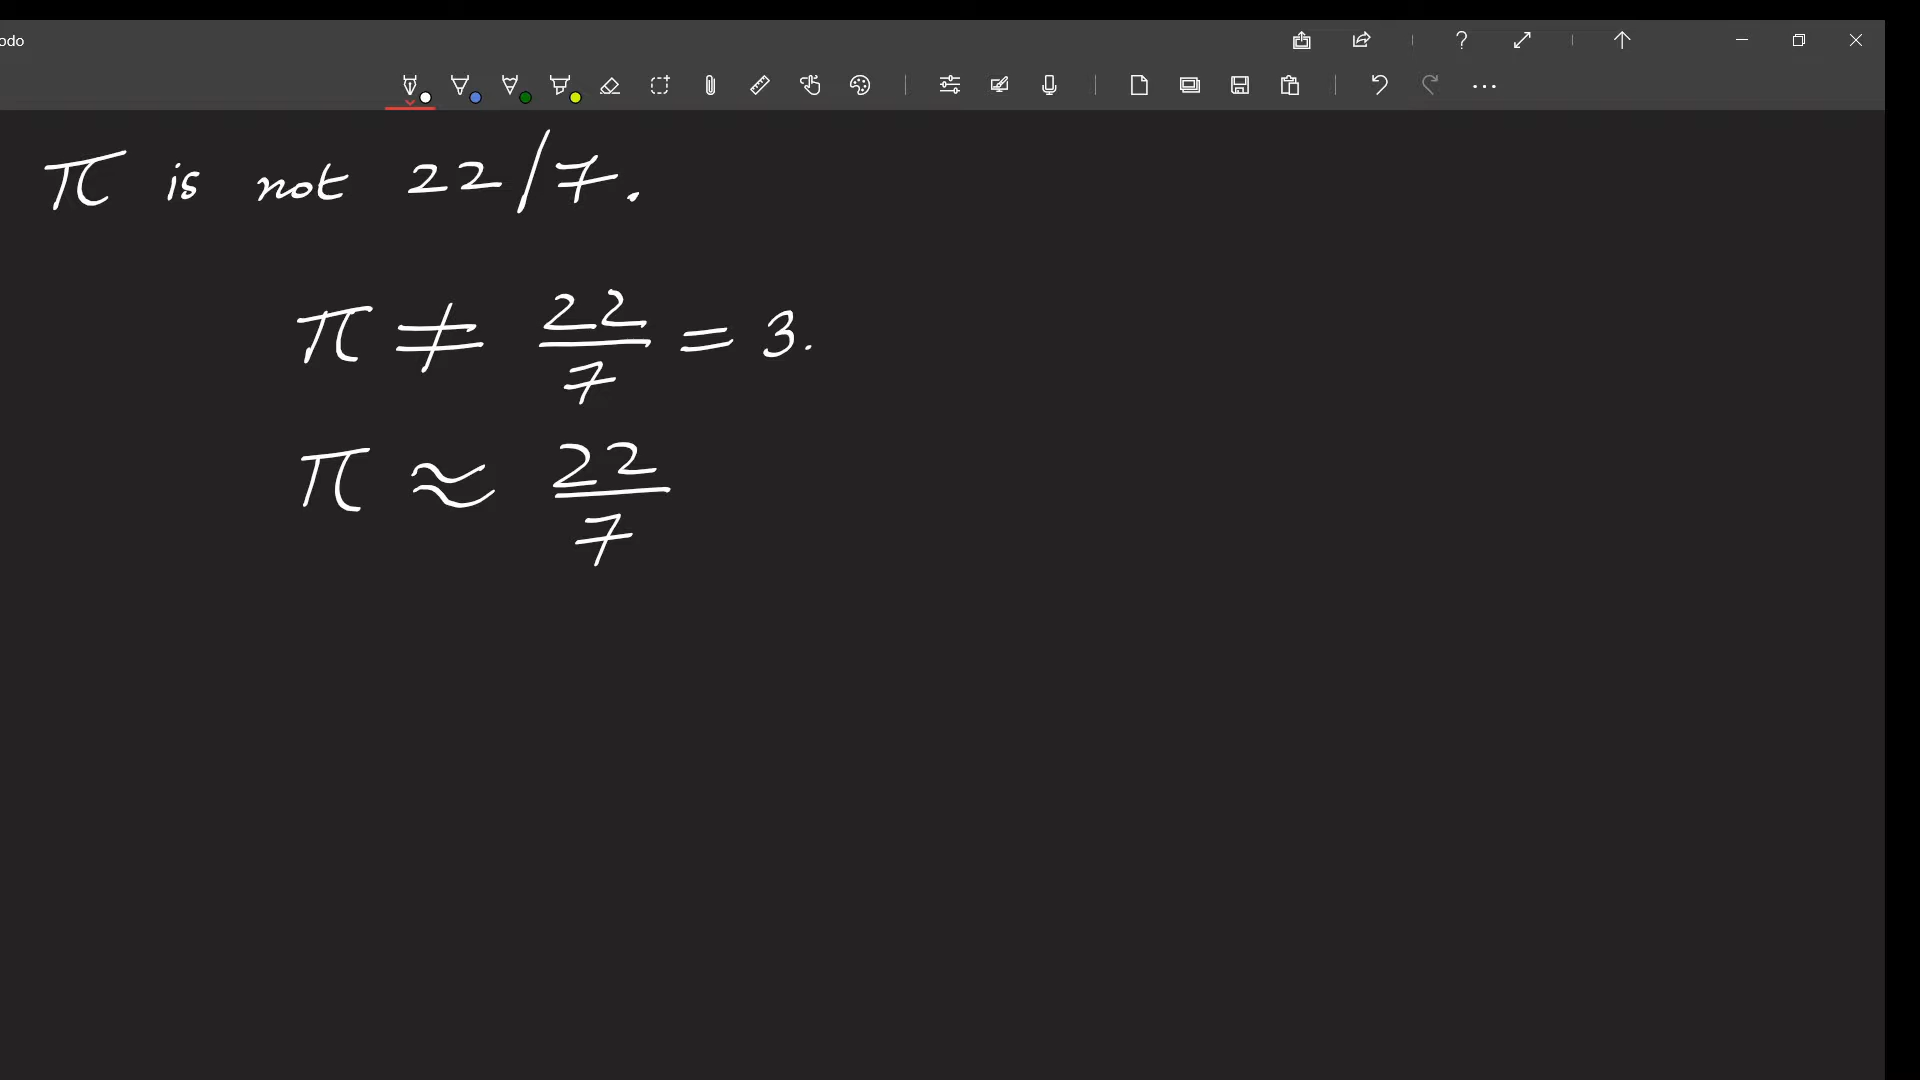 odo
π is not 22/7.
π ≠ 22/7 = 3.
π ≈ 22/7